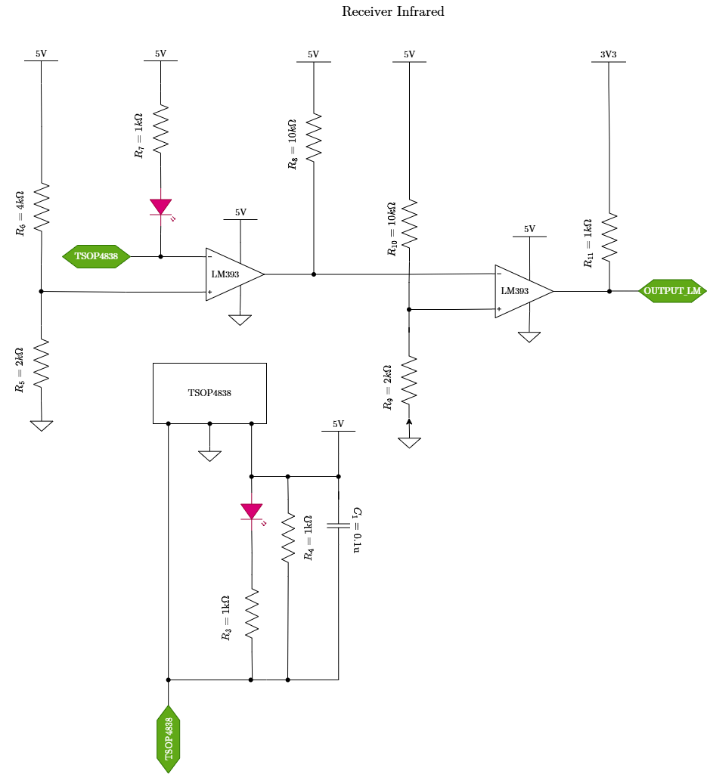 Receiver Infrared
5V
5V
5V
5V
3V3
R₆ = 4kΩ
R₇ = 1kΩ
R₈ = 10kΩ
R₁₀ = 10kΩ
R₁₁ = 1kΩ
5V
5V
TSOP4838
−
LM393
+
−
LM393
+
OUTPUT_LM
R₅ = 2kΩ
R₉ = 2kΩ
TSOP4838
5V
R₃ = 1kΩ
R₄ = 1kΩ
C₁ = 0.1u
TSOP4838